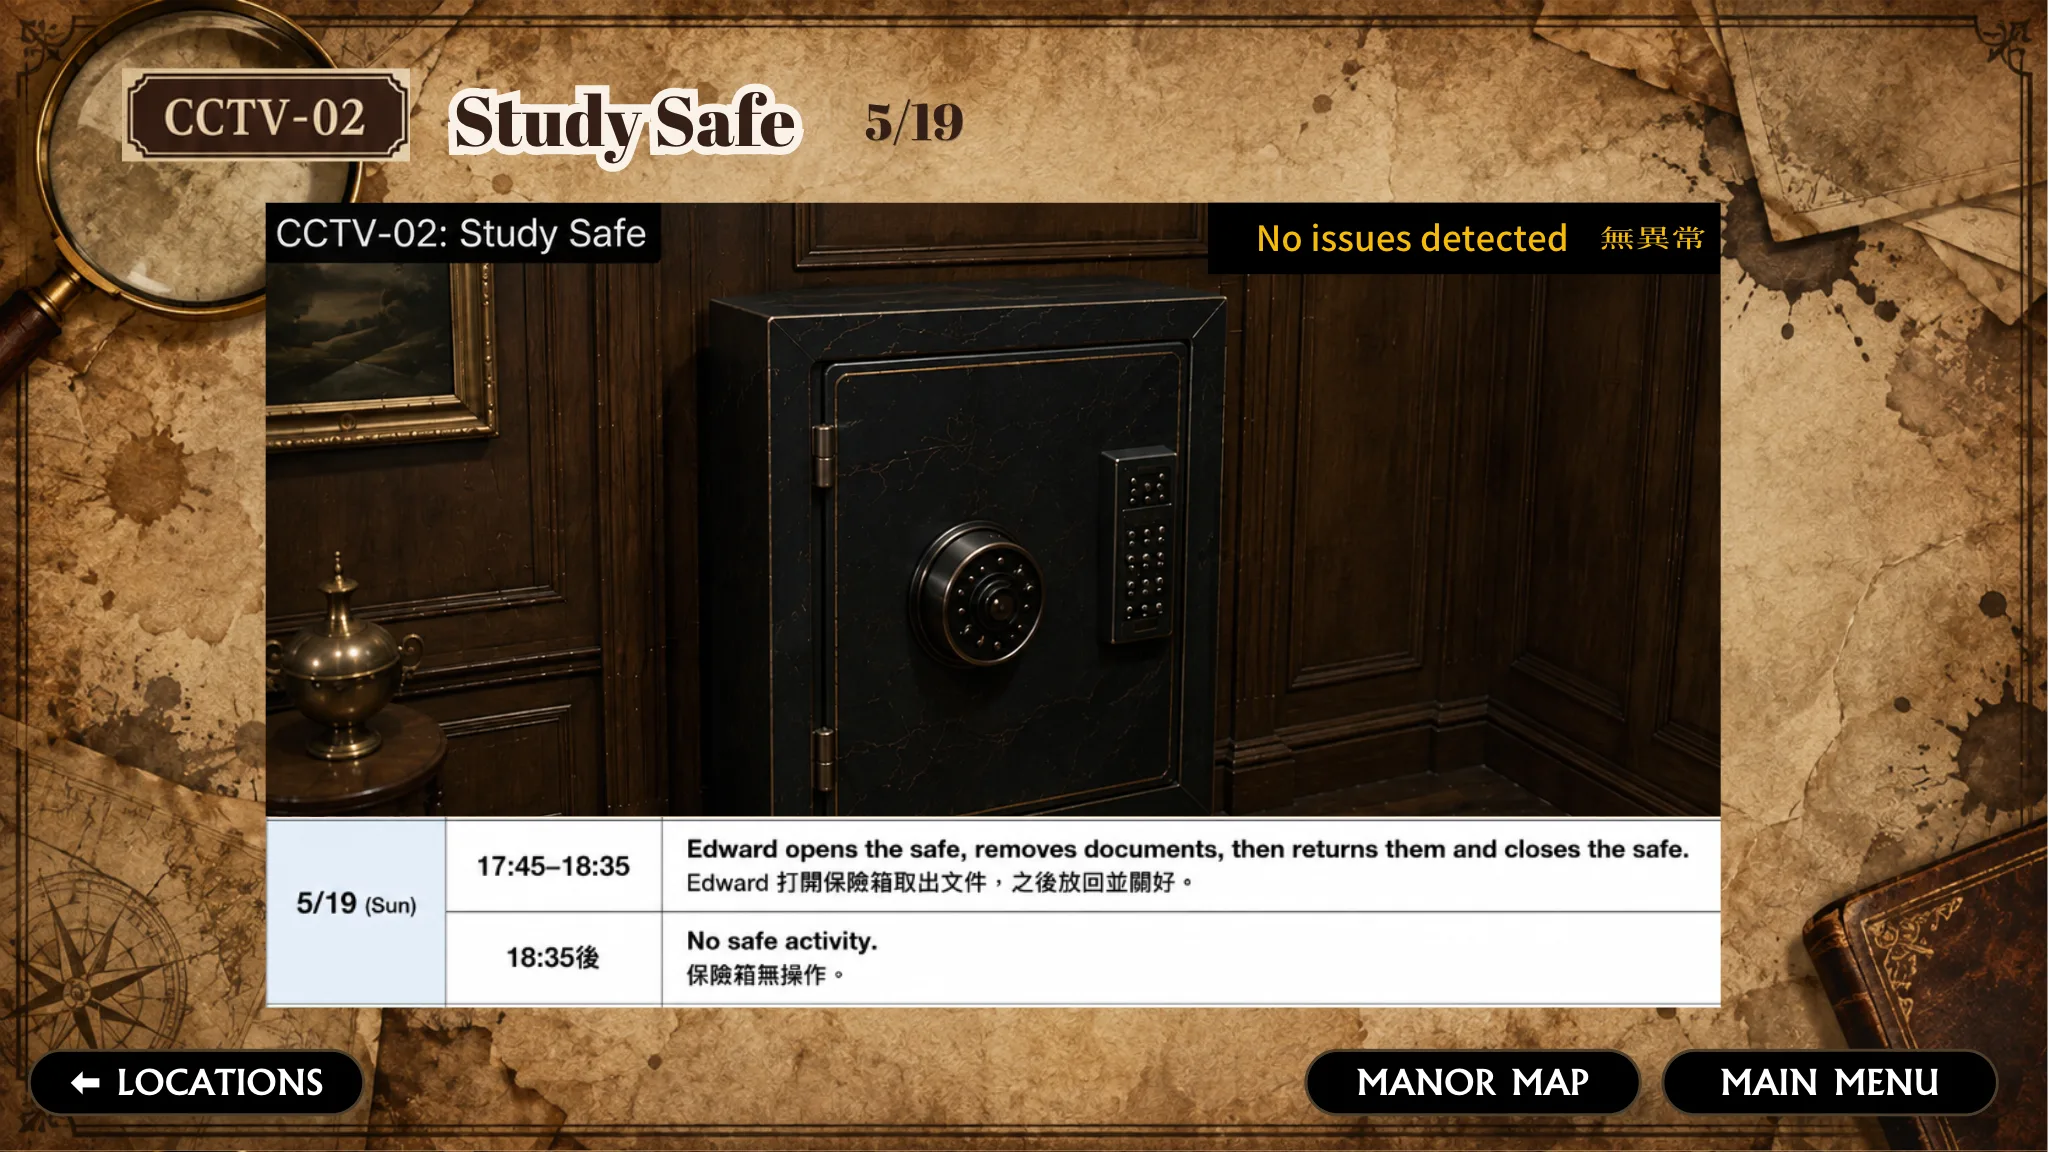 CCTV-02
Study Safe
5/19
CCTV-02: Study Safe
No issues detected 無異常
5/19 (Sun)
17:45–18:35
Edward opens the safe, removes documents, then returns them and closes the safe.
Edward 打開保險箱取出文件，之後放回並關好。
18:35後
No safe activity.
保險箱無操作。
← LOCATIONS
MANOR MAP
MAIN MENU